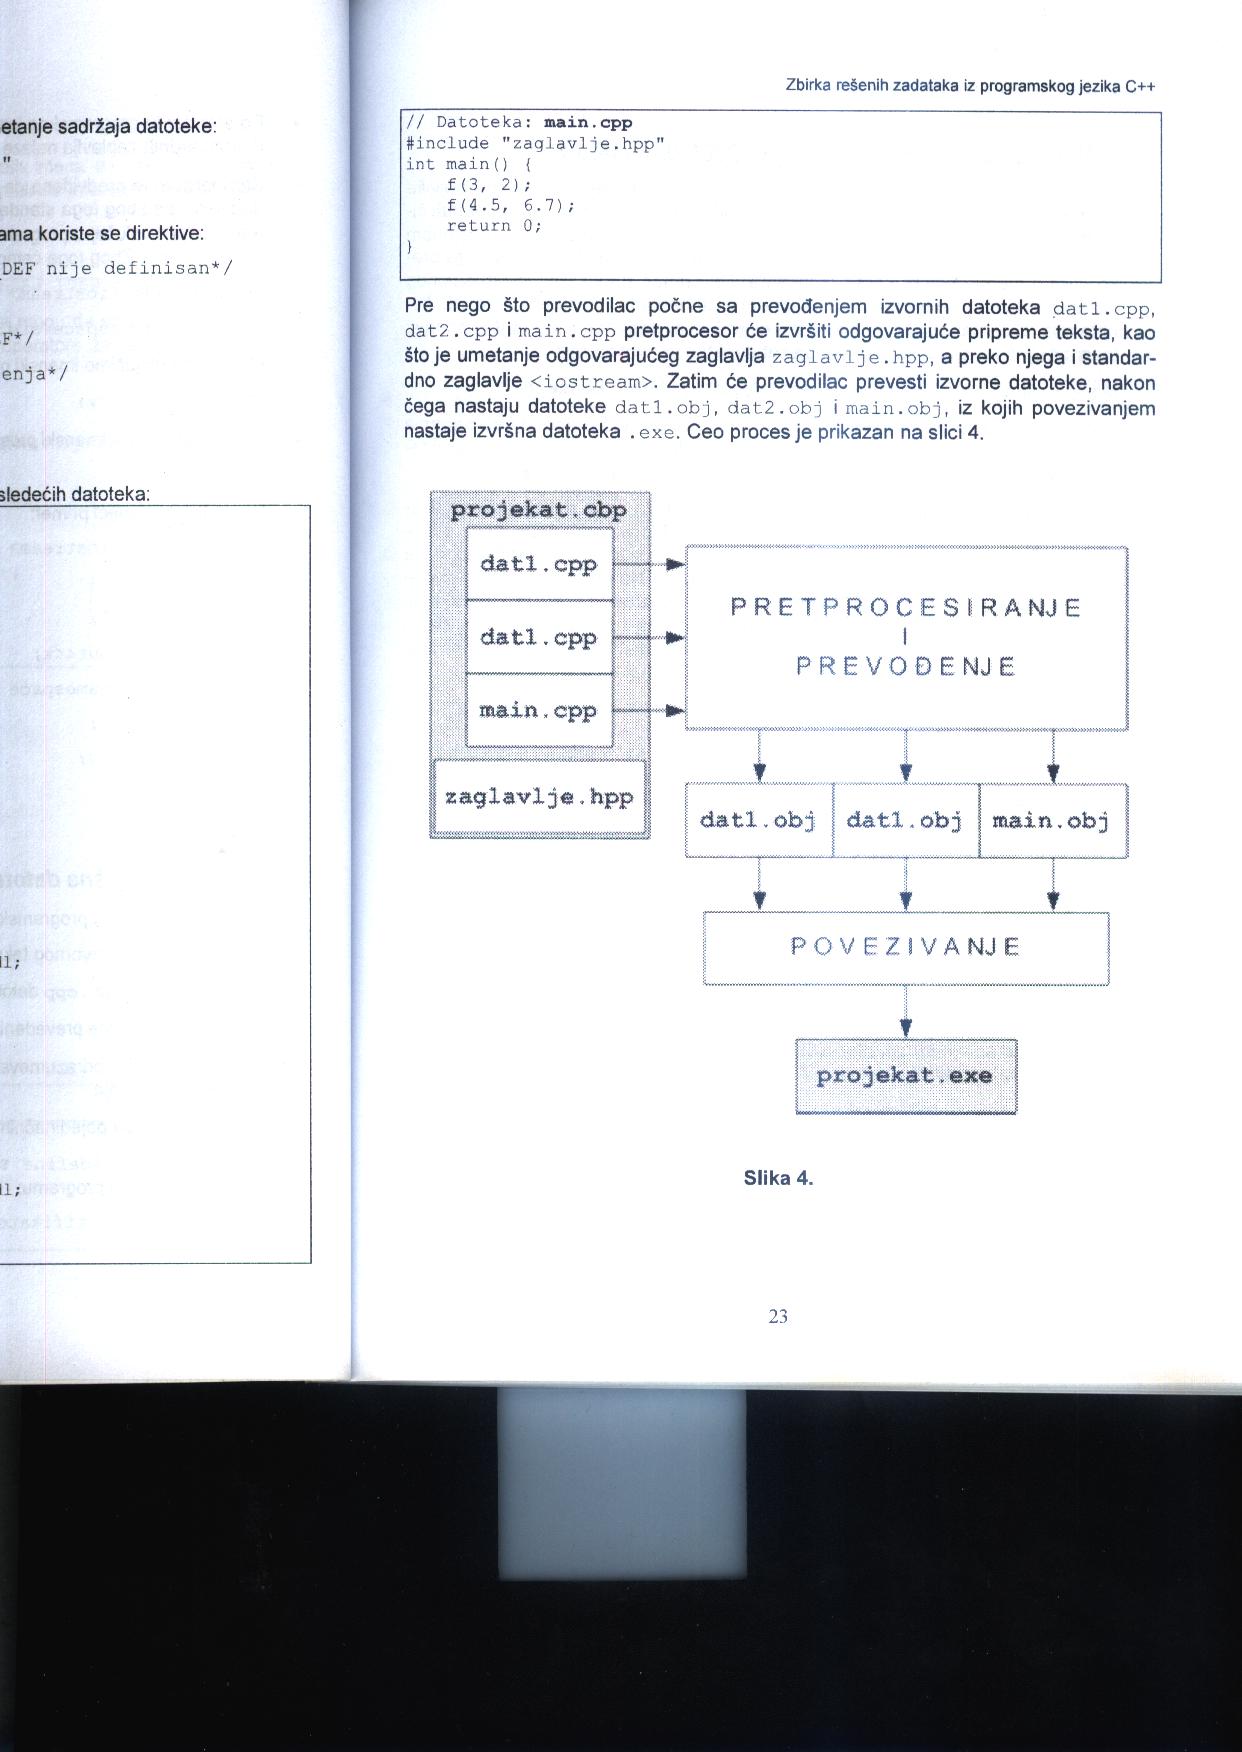 etanje sadržaja datoteke:
"
ama koriste se direktive:
_DEF nije definisan*/
F*/
enja*/
sledećih datoteka:
ll;
ll;
Zbirka rešenih zadataka iz programskog jezika C++
// Datoteka: main.cpp
#include "zaglavlje.hpp"
int main() {
f(3, 2);
f(4.5, 6.7);
return 0;
}
Pre nego što prevodilac počne sa prevođenjem izvornih datoteka dat1.cpp,
dat2.cpp i main.cpp pretprocesor će izvršiti odgovarajuće pripreme teksta, kao
što je umetanje odgovarajućeg zaglavlja zaglavlje.hpp, a preko njega i standar-
dno zaglavlje <iostream>. Zatim će prevodilac prevesti izvorne datoteke, nakon
čega nastaju datoteke dat1.obj, dat2.obj i main.obj, iz kojih povezivanjem
nastaje izvršna datoteka .exe. Ceo proces je prikazan na slici 4.
projekat.cbp
dat1.cpp
dat1.cpp
main.cpp
zaglavlje.hpp
PRETPROCESIRANJE
I
PREVOĐENJE
dat1.obj
dat1.obj
main.obj
POVEZIVANJE
projekat.exe
Slika 4.
23